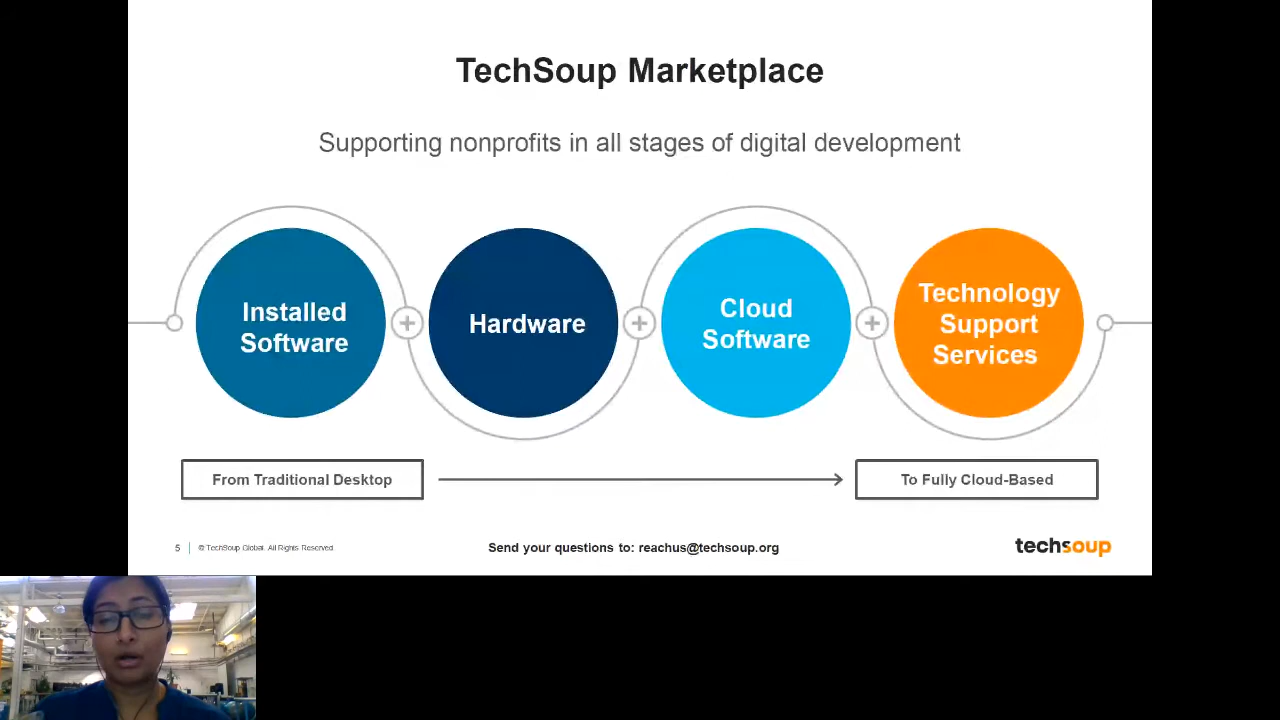 TechSoup Marketplace
Supporting nonprofits in all stages of digital development
Installed
Software
Hardware
Cloud
Software
Technology
Support
Services
From Traditional Desktop
To Fully Cloud-Based
5
© TechSoup Global. All Rights Reserved.
Send your questions to: reachus@techsoup.org
techsoup